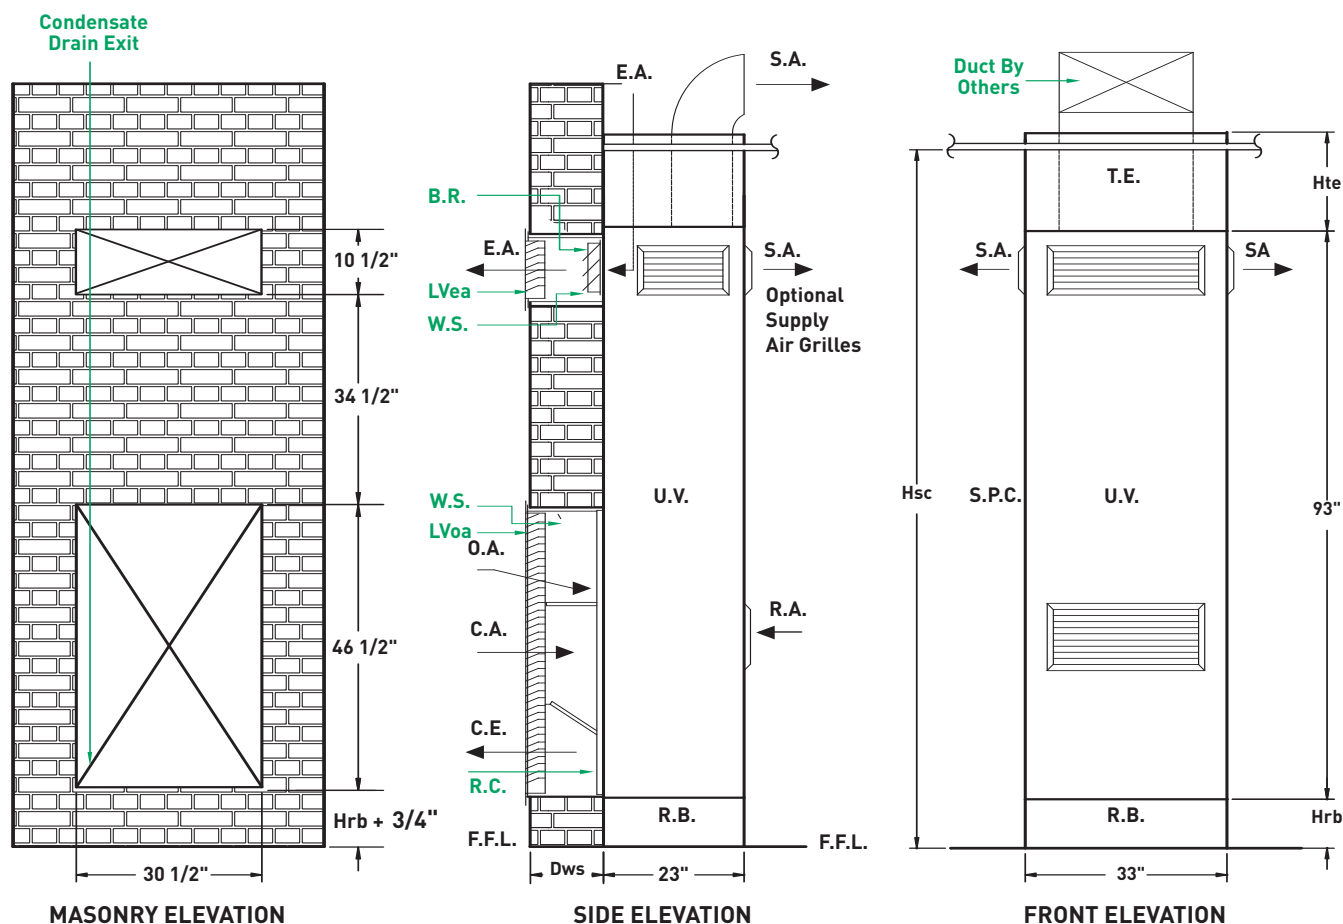 Condensate
Drain Exit
10 1/2"
34 1/2"
46 1/2"
Hrb + 3/4"
30 1/2"
MASONRY ELEVATION
E.A.
S.A.
B.R.
E.A.
LVea
W.S.
S.A.
Optional
Supply
Air Grilles
W.S.
LVoa
O.A.
U.V.
C.A.
R.A.
C.E.
R.C.
R.B.
F.F.L.
F.F.L.
Dws
23"
SIDE ELEVATION
Duct By
Others
T.E.
Hte
S.A.
SA
Hsc
S.P.C.
U.V.
93"
R.B.
Hrb
33"
FRONT ELEVATION